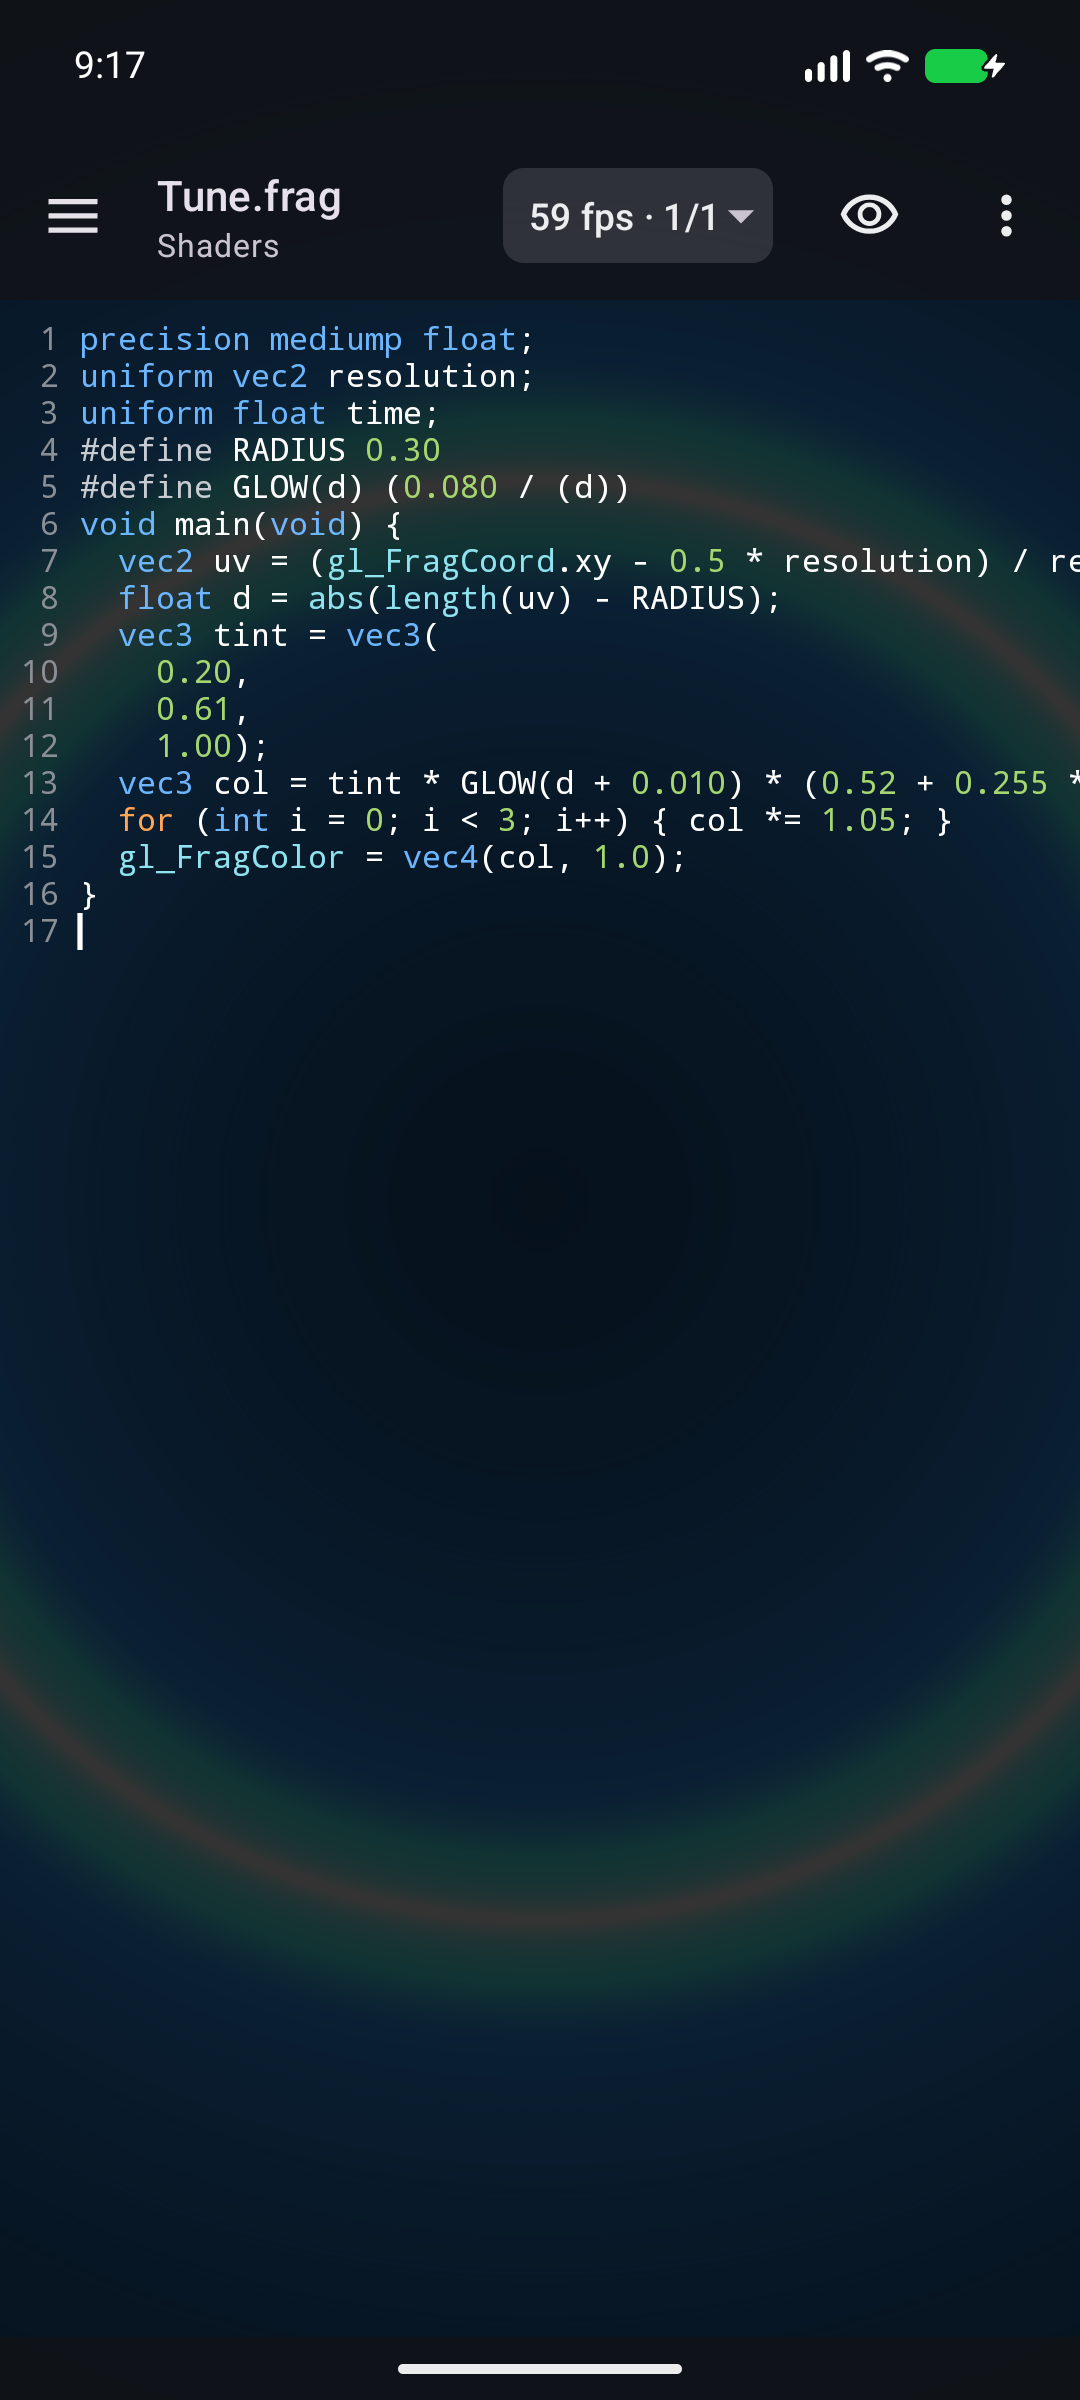 9:17
Tune.frag
Shaders
59 fps · 1/1
1 precision mediump float;
2 uniform vec2 resolution;
3 uniform float time;
4 #define RADIUS 0.30
5 #define GLOW(d) (0.080 / (d))
6 void main(void) {
7   vec2 uv = (gl_FragCoord.xy - 0.5 * resolution) / re
8   float d = abs(length(uv) - RADIUS);
9   vec3 tint = vec3(
10     0.20,
11     0.61,
12     1.00);
13   vec3 col = tint * GLOW(d + 0.010) * (0.52 + 0.255 *
14   for (int i = 0; i < 3; i++) { col *= 1.05; }
15   gl_FragColor = vec4(col, 1.0);
16 }
17